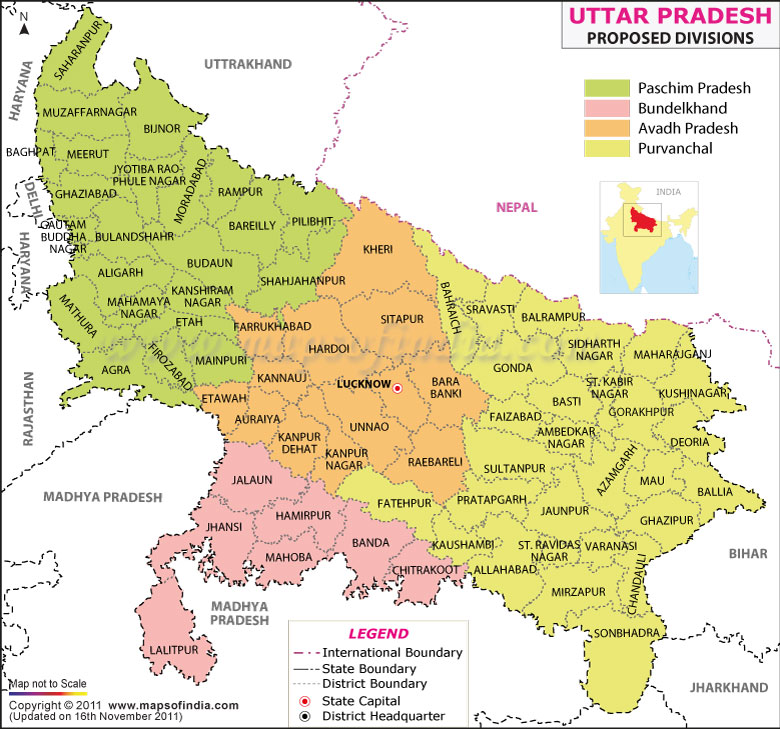 UTTAR PRADESH
PROPOSED DIVISIONS
Paschim Pradesh
Bundelkhand
Avadh Pradesh
Purvanchal
INDIA
N
HARYANA
UTTRAKHAND
NEPAL
DELHI
HARYANA
RAJASTHAN
MADHYA PRADESH
MADHYA
PRADESH
BIHAR
JHARKHAND
SAHARANPUR
MUZAFFARNAGAR
BIJNOR
BAGHPAT
MEERUT
JYOTIBA RAO-
PHULE NAGAR
MORADABAD
RAMPUR
GHAZIABAD
GAUTAM
BUDDHA
NAGAR
BULANDSHAHR
BAREILLY
PILIBHIT
BUDAUN
ALIGARH
SHAHJAHANPUR
KANSHIRAM
NAGAR
MAHAMAYA
NAGAR
MATHURA
ETAH
FIROZABAD
MAINPURI
AGRA
KHERI
SITAPUR
FARRUKHABAD
HARDOI
KANNAUJ
LUCKNOW
BARA
BANKI
ETAWAH
AURAIYA
UNNAO
KANPUR
DEHAT
KANPUR
NAGAR
RAEBARELI
BAHRAICH
SRAVASTI
BALRAMPUR
SIDHARTH
NAGAR
MAHARAJGANJ
GONDA
ST. KABIR
NAGAR
KUSHINAGAR
BASTI
GORAKHPUR
FAIZABAD
AMBEDKAR
NAGAR
DEORIA
SULTANPUR
AZAMGARH
MAU
BALLIA
FATEHPUR
PRATAPGARH
JAUNPUR
GHAZIPUR
KAUSHAMBI
ST. RAVIDAS
NAGAR
VARANASI
ALLAHABAD
CHANDAULI
MIRZAPUR
SONBHADRA
JALAUN
HAMIRPUR
JHANSI
BANDA
MAHOBA
CHITRAKOOT
LALITPUR
www.mapsofindia.com
LEGEND
International Boundary
State Boundary
District Boundary
State Capital
District Headquarter
Map not to Scale
Copyright © 2011 www.mapsofindia.com
(Updated on 16th November 2011)